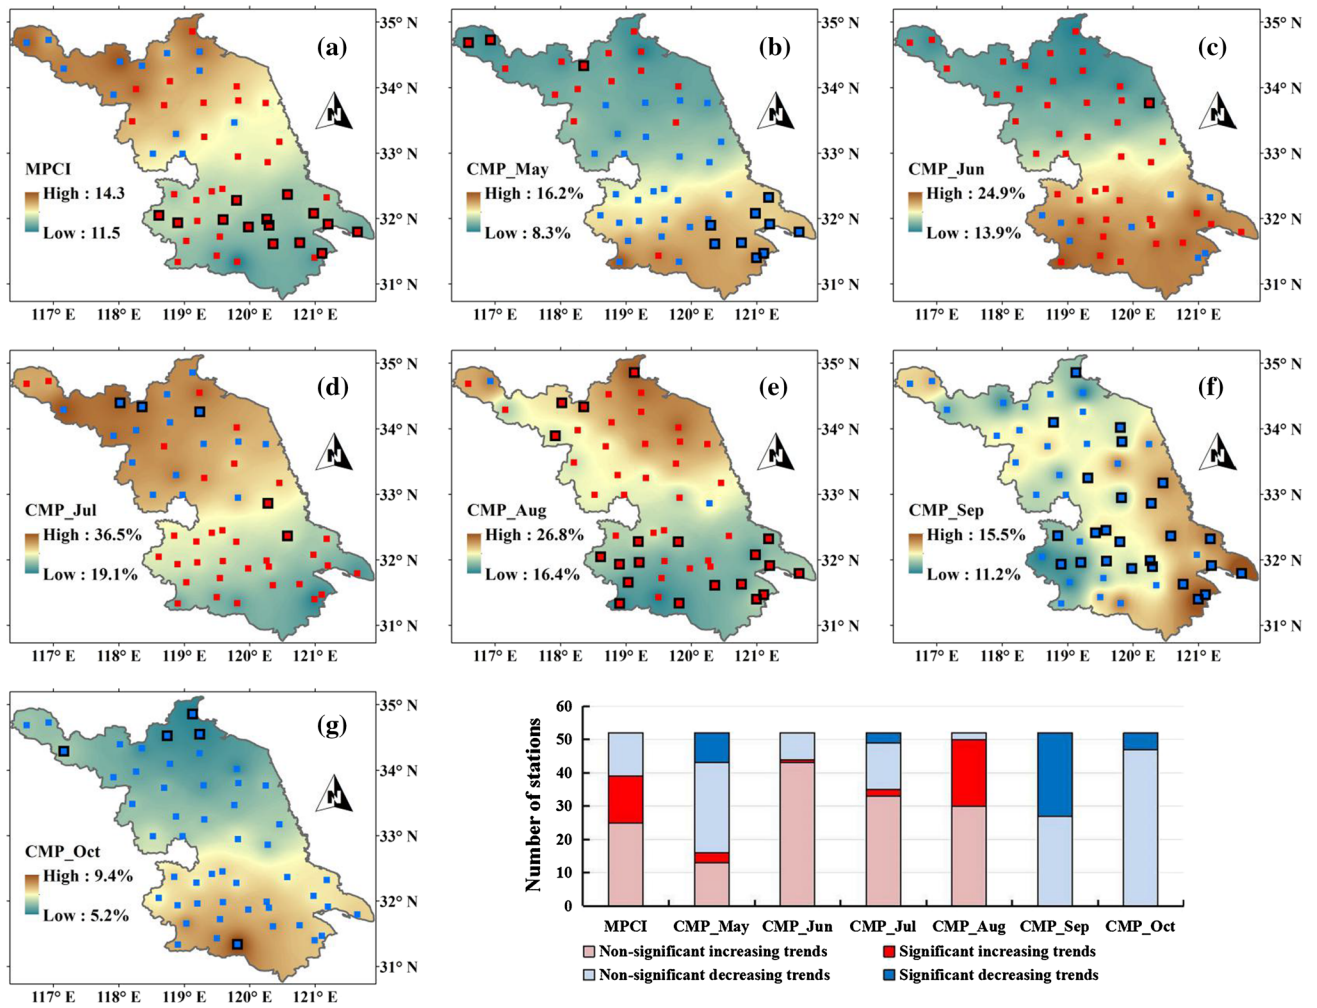 (a)
35° N
34° N
33° N
32° N
31° N
N
MPCI
High : 14.3
Low : 11.5
117° E 118° E 119° E 120° E 121° E
(b)
35° N
34° N
33° N
32° N
31° N
N
CMP_May
High : 16.2%
Low : 8.3%
117° E 118° E 119° E 120° E 121° E
(c)
35° N
34° N
33° N
32° N
31° N
N
CMP_Jun
High : 24.9%
Low : 13.9%
117° E 118° E 119° E 120° E 121° E
(d)
35° N
34° N
33° N
32° N
31° N
N
CMP_Jul
High : 36.5%
Low : 19.1%
117° E 118° E 119° E 120° E 121° E
(e)
35° N
34° N
33° N
32° N
31° N
N
CMP_Aug
High : 26.8%
Low : 16.4%
117° E 118° E 119° E 120° E 121° E
(f)
35° N
34° N
33° N
32° N
31° N
N
CMP_Sep
High : 15.5%
Low : 11.2%
117° E 118° E 119° E 120° E 121° E
(g)
35° N
34° N
33° N
32° N
31° N
N
CMP_Oct
High : 9.4%
Low : 5.2%
117° E 118° E 119° E 120° E 121° E
Number of stations
60
50
40
30
20
10
0
MPCI CMP_May CMP_Jun CMP_Jul CMP_Aug CMP_Sep CMP_Oct
Non-significant increasing trends
Significant increasing trends
Non-significant decreasing trends
Significant decreasing trends